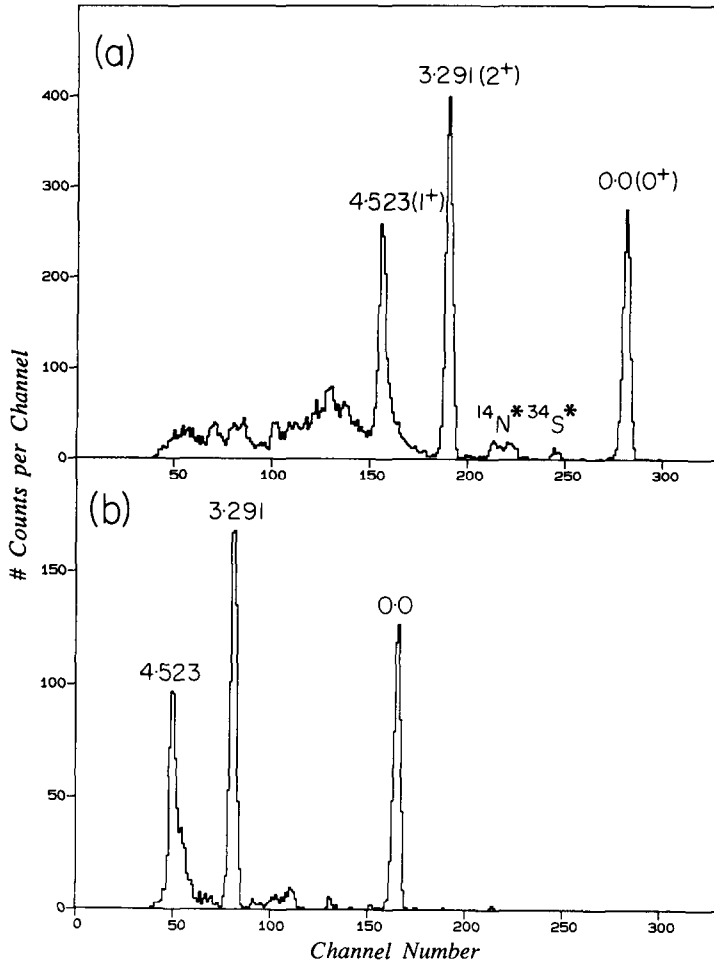 (a)
3·291(2⁺)
400
0·0(0⁺)
4·523(1⁺)
300
200
100
¹⁴N* ³⁴S*
0
50 100 150 200 250 300
(b)
3·291
150
0·0
4·523
100
50
0
0 50 100 150 200 250 300
# Counts per Channel
Channel Number